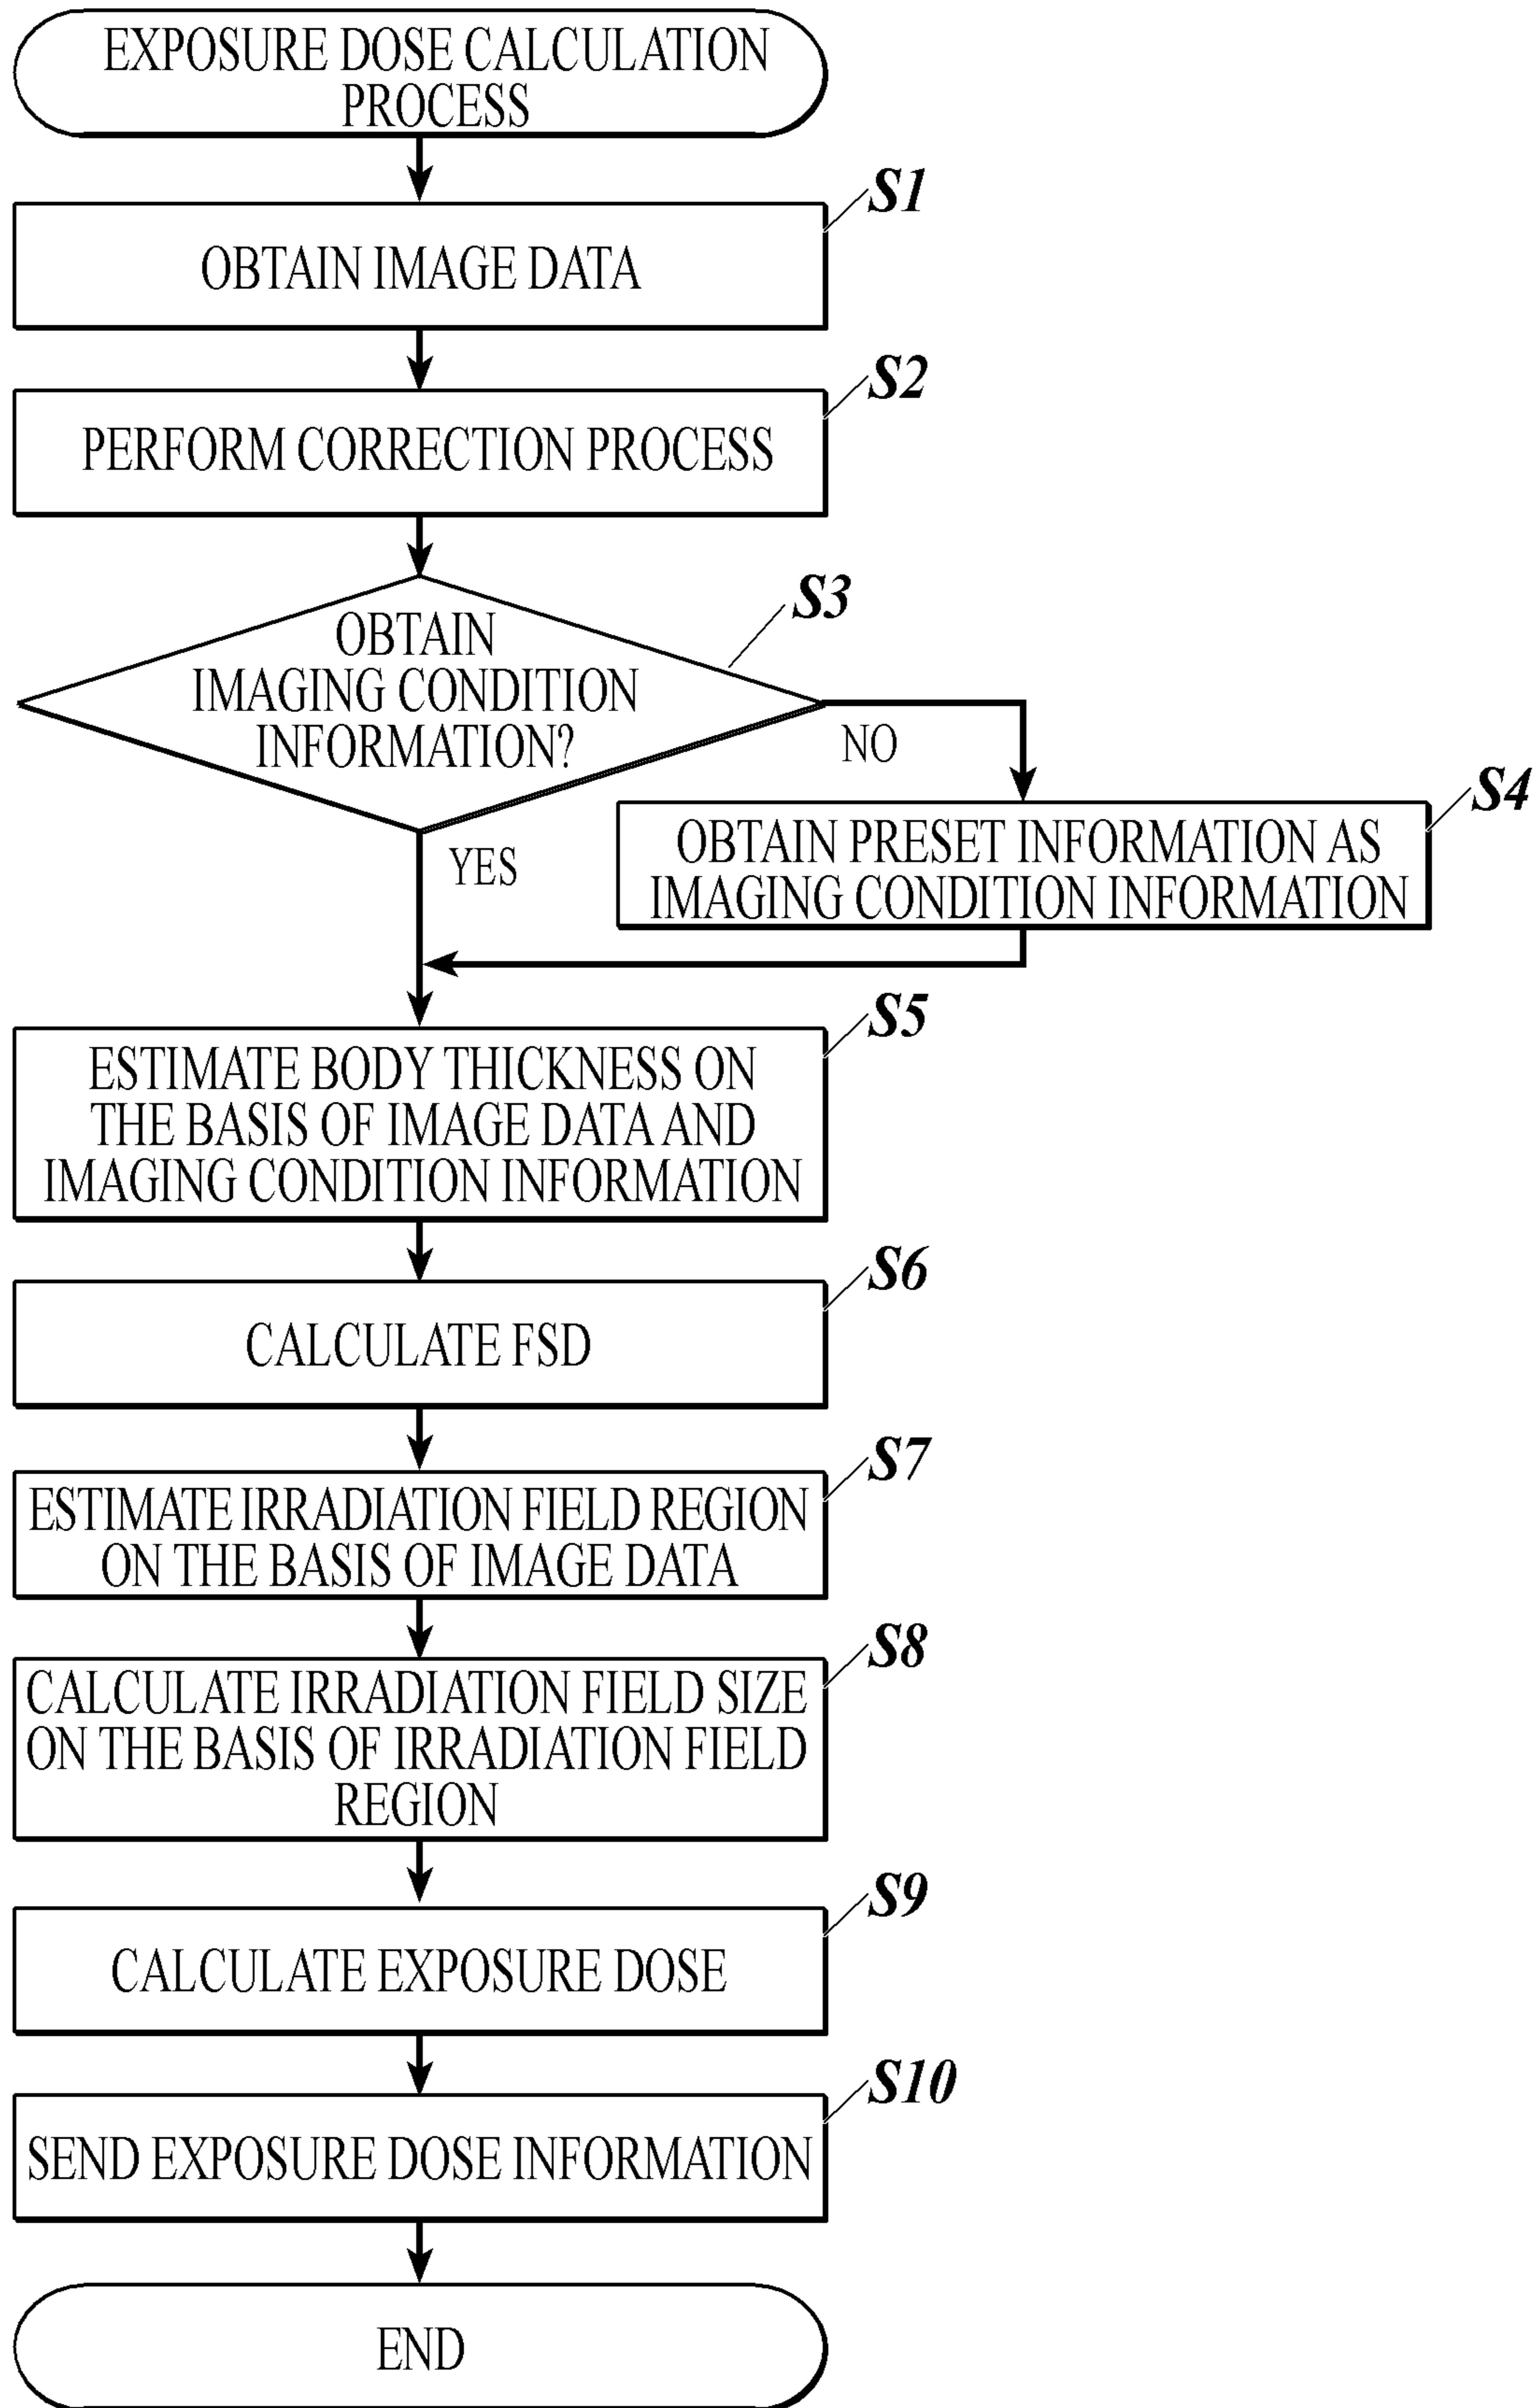 EXPOSURE DOSE CALCULATION
PROCESS
S1
OBTAIN IMAGE DATA
S2
PERFORM CORRECTION PROCESS
S3
OBTAIN
IMAGING CONDITION
INFORMATION?
NO
YES
S4
OBTAIN PRESET INFORMATION AS
IMAGING CONDITION INFORMATION
S5
ESTIMATE BODY THICKNESS ON
THE BASIS OF IMAGE DATA AND
IMAGING CONDITION INFORMATION
S6
CALCULATE FSD
S7
ESTIMATE IRRADIATION FIELD REGION
ON THE BASIS OF IMAGE DATA
S8
CALCULATE IRRADIATION FIELD SIZE
ON THE BASIS OF IRRADIATION FIELD
REGION
S9
CALCULATE EXPOSURE DOSE
S10
SEND EXPOSURE DOSE INFORMATION
END